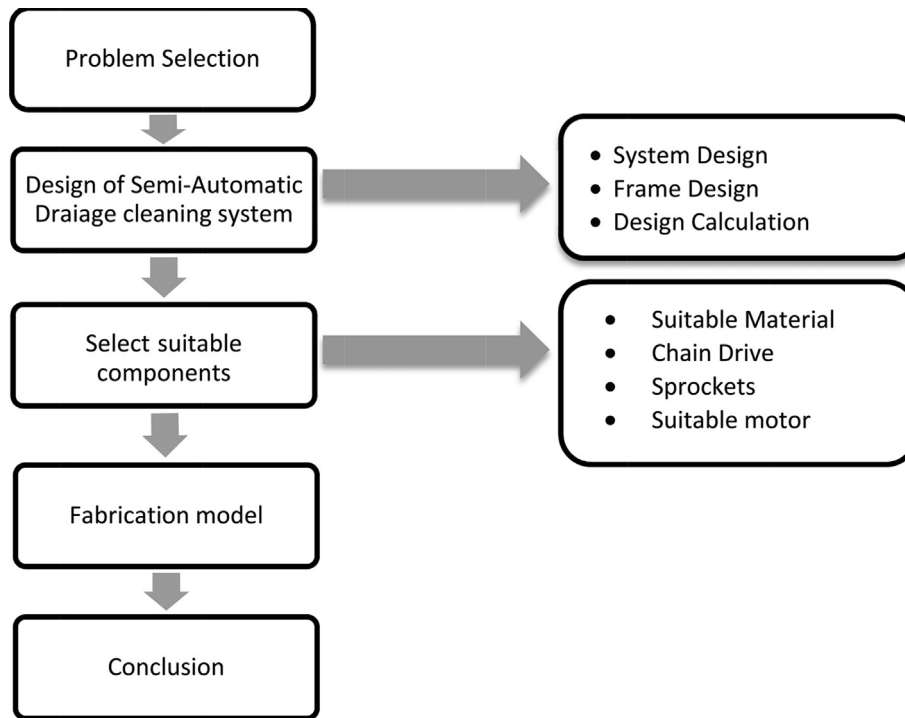 Problem Selection
Design of Semi-Automatic
Draiage cleaning system
• System Design
• Frame Design
• Design Calculation
Select suitable
components
• Suitable Material
• Chain Drive
• Sprockets
• Suitable motor
Fabrication model
Conclusion